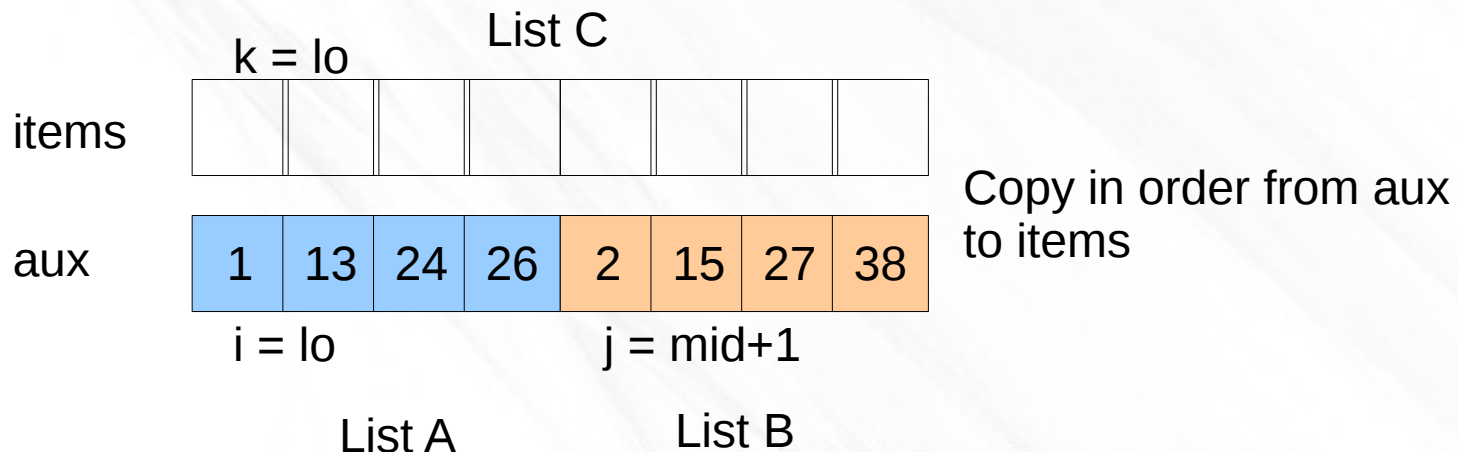 List C
k = lo
items
Copy in order from aux
to items
aux
1 13 24 26 2 15 27 38
i = lo
j = mid+1
List A
List B